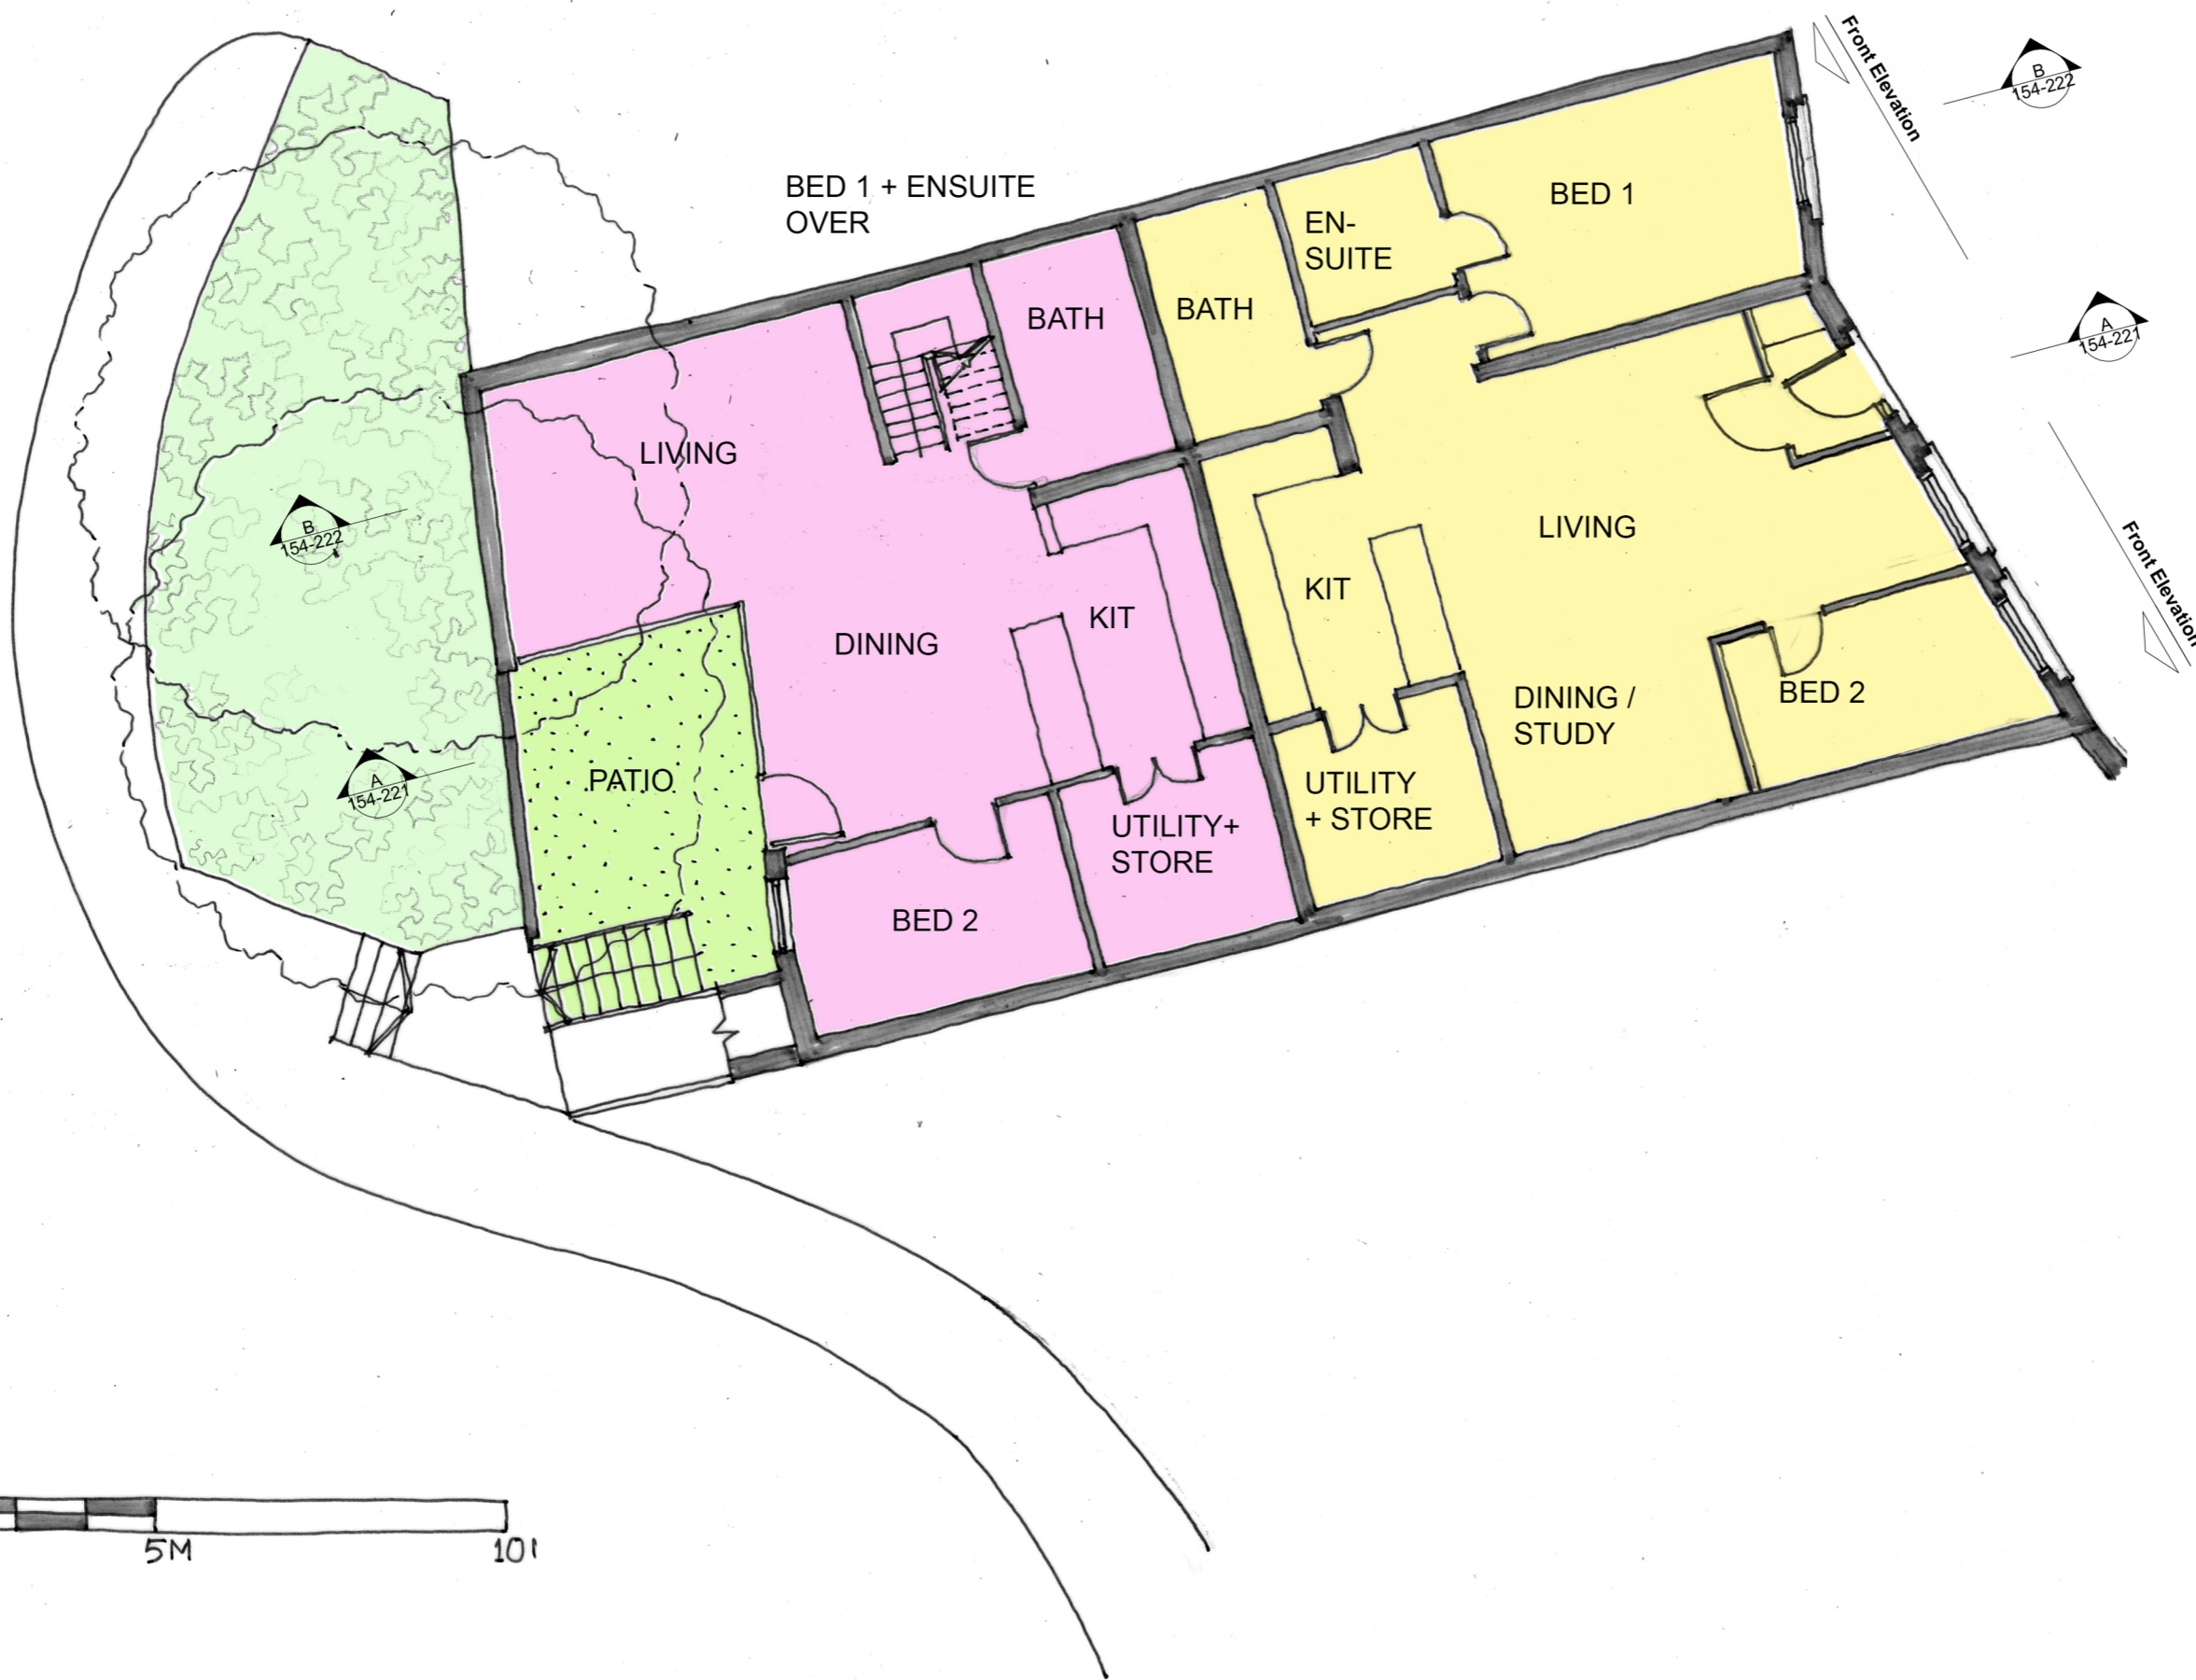 Front Elevation
B
154-222
BED 1 + ENSUITE
OVER
BED 1
EN-
SUITE
BATH
BATH
A
154-221
LIVING
B
154-222
LIVING
Front Elevation
KIT
KIT
DINING
DINING /
STUDY
BED 2
PATIO
A
154-221
UTILITY
+ STORE
UTILITY+
STORE
BED 2
5M